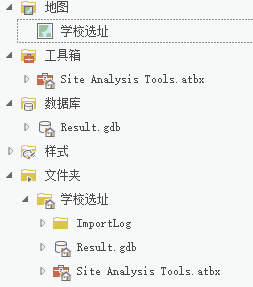 地图
学校选址
工具箱
Site Analysis Tools.atbx
数据库
Result.gdb
样式
文件夹
学校选址
ImportLog
Result.gdb
Site Analysis Tools.atbx